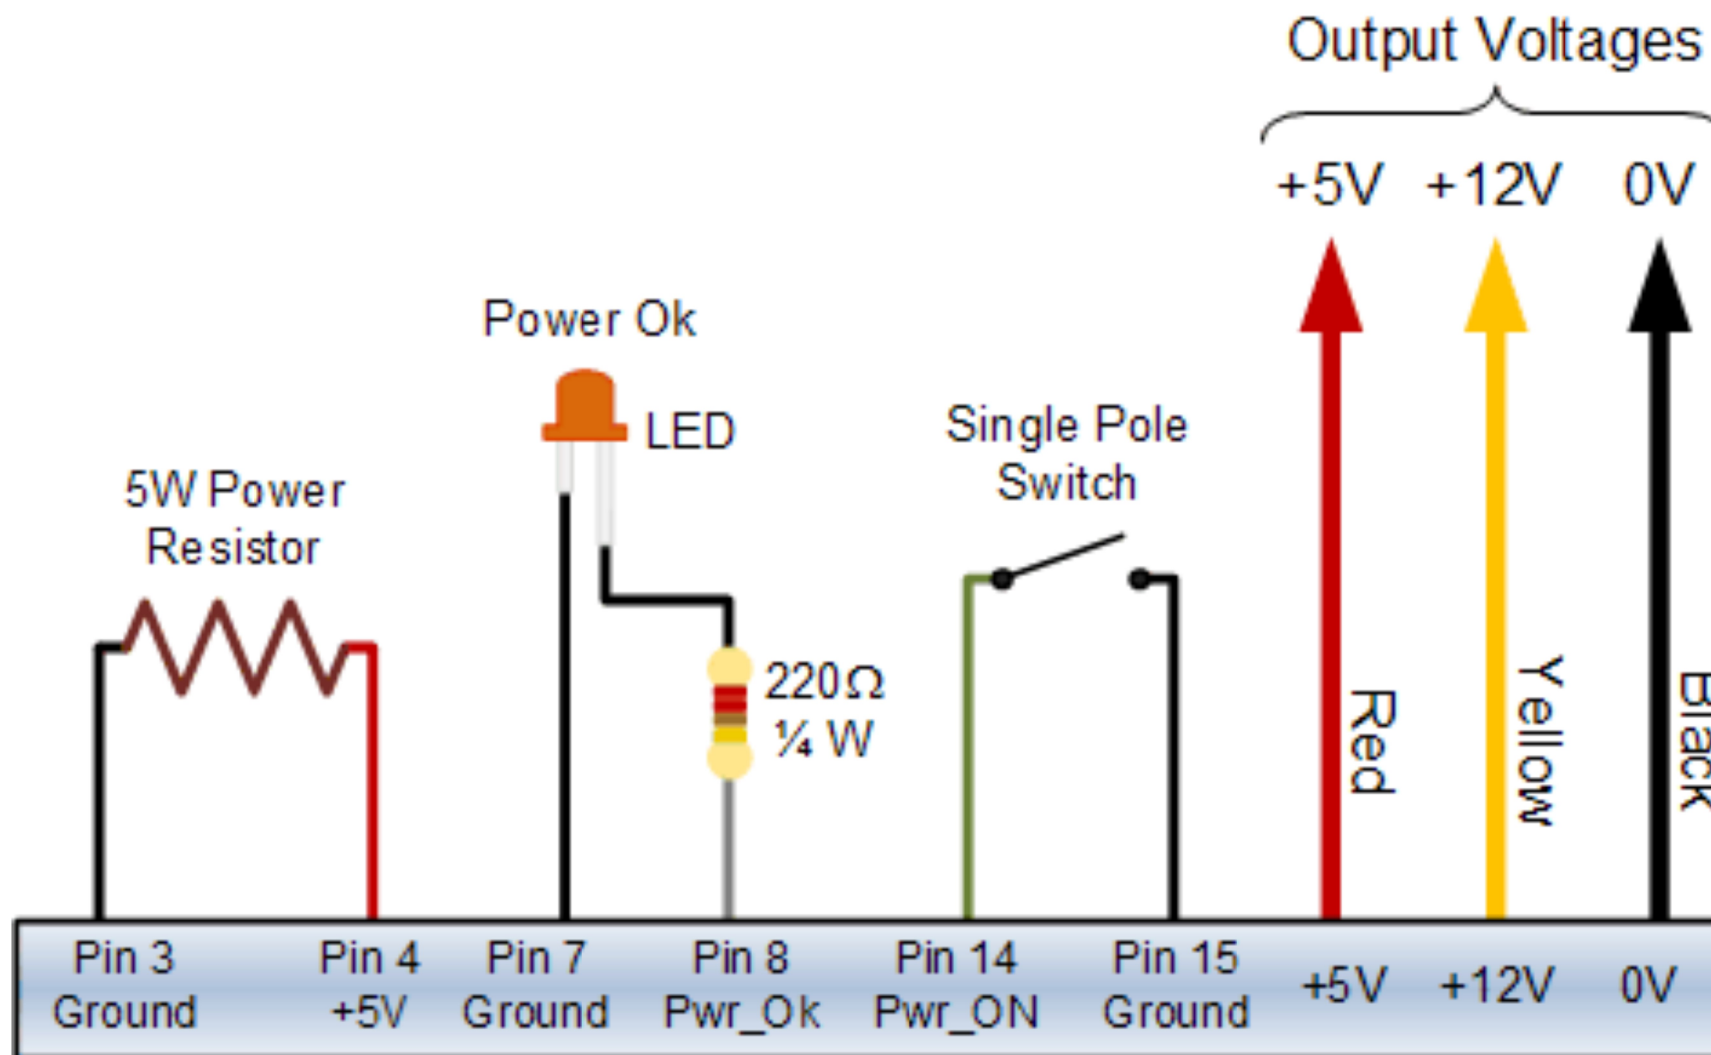 Output Voltages
+5V +12V 0V
Power Ok
LED
Single Pole
Switch
5W Power
Resistor
220Ω
¼ W
Red
Yellow
Black
Pin 3
Ground
Pin 4
+5V
Pin 7
Ground
Pin 8
Pwr_Ok
Pin 14
Pwr_ON
Pin 15
Ground
+5V
+12V
0V